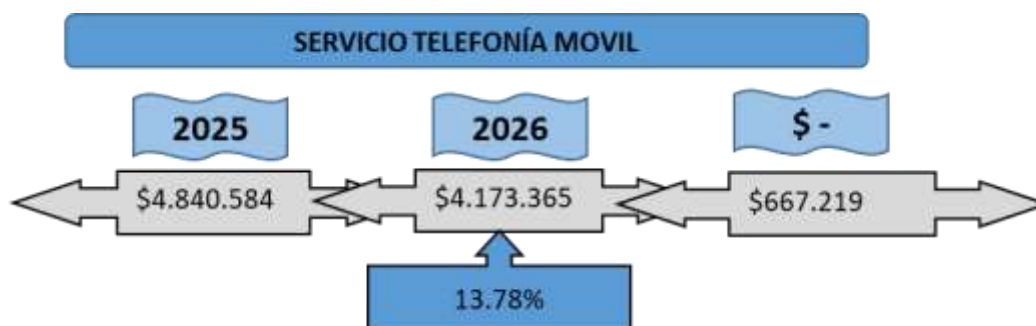 SERVICIO TELEFONÍA MOVIL
2025 2026 $ -
$4.840.584 $4.173.365 $667.219
13.78%